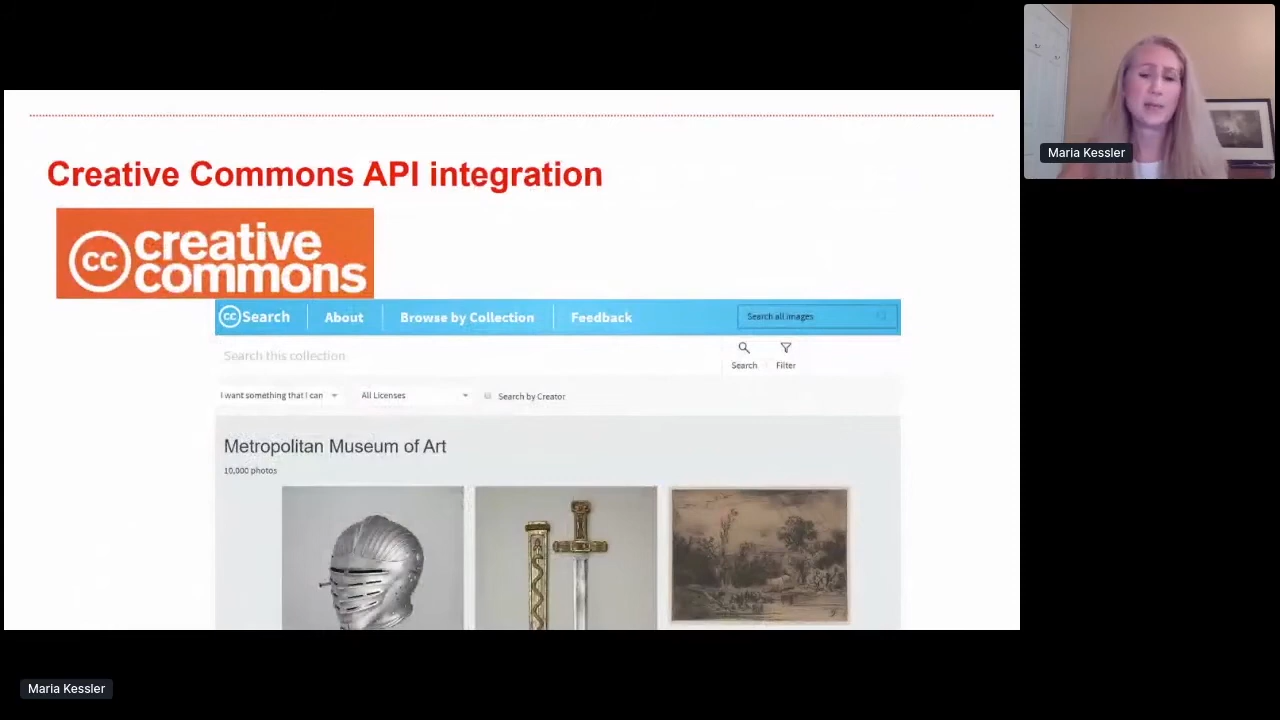 Creative Commons API integration
cc creative
commons
cc Search About Browse by Collection Feedback Search all images
Search this collection
Search Filter
I want something that I can All Licenses Search by Creator
Metropolitan Museum of Art
10,000 photos
Maria Kessler
Maria Kessler